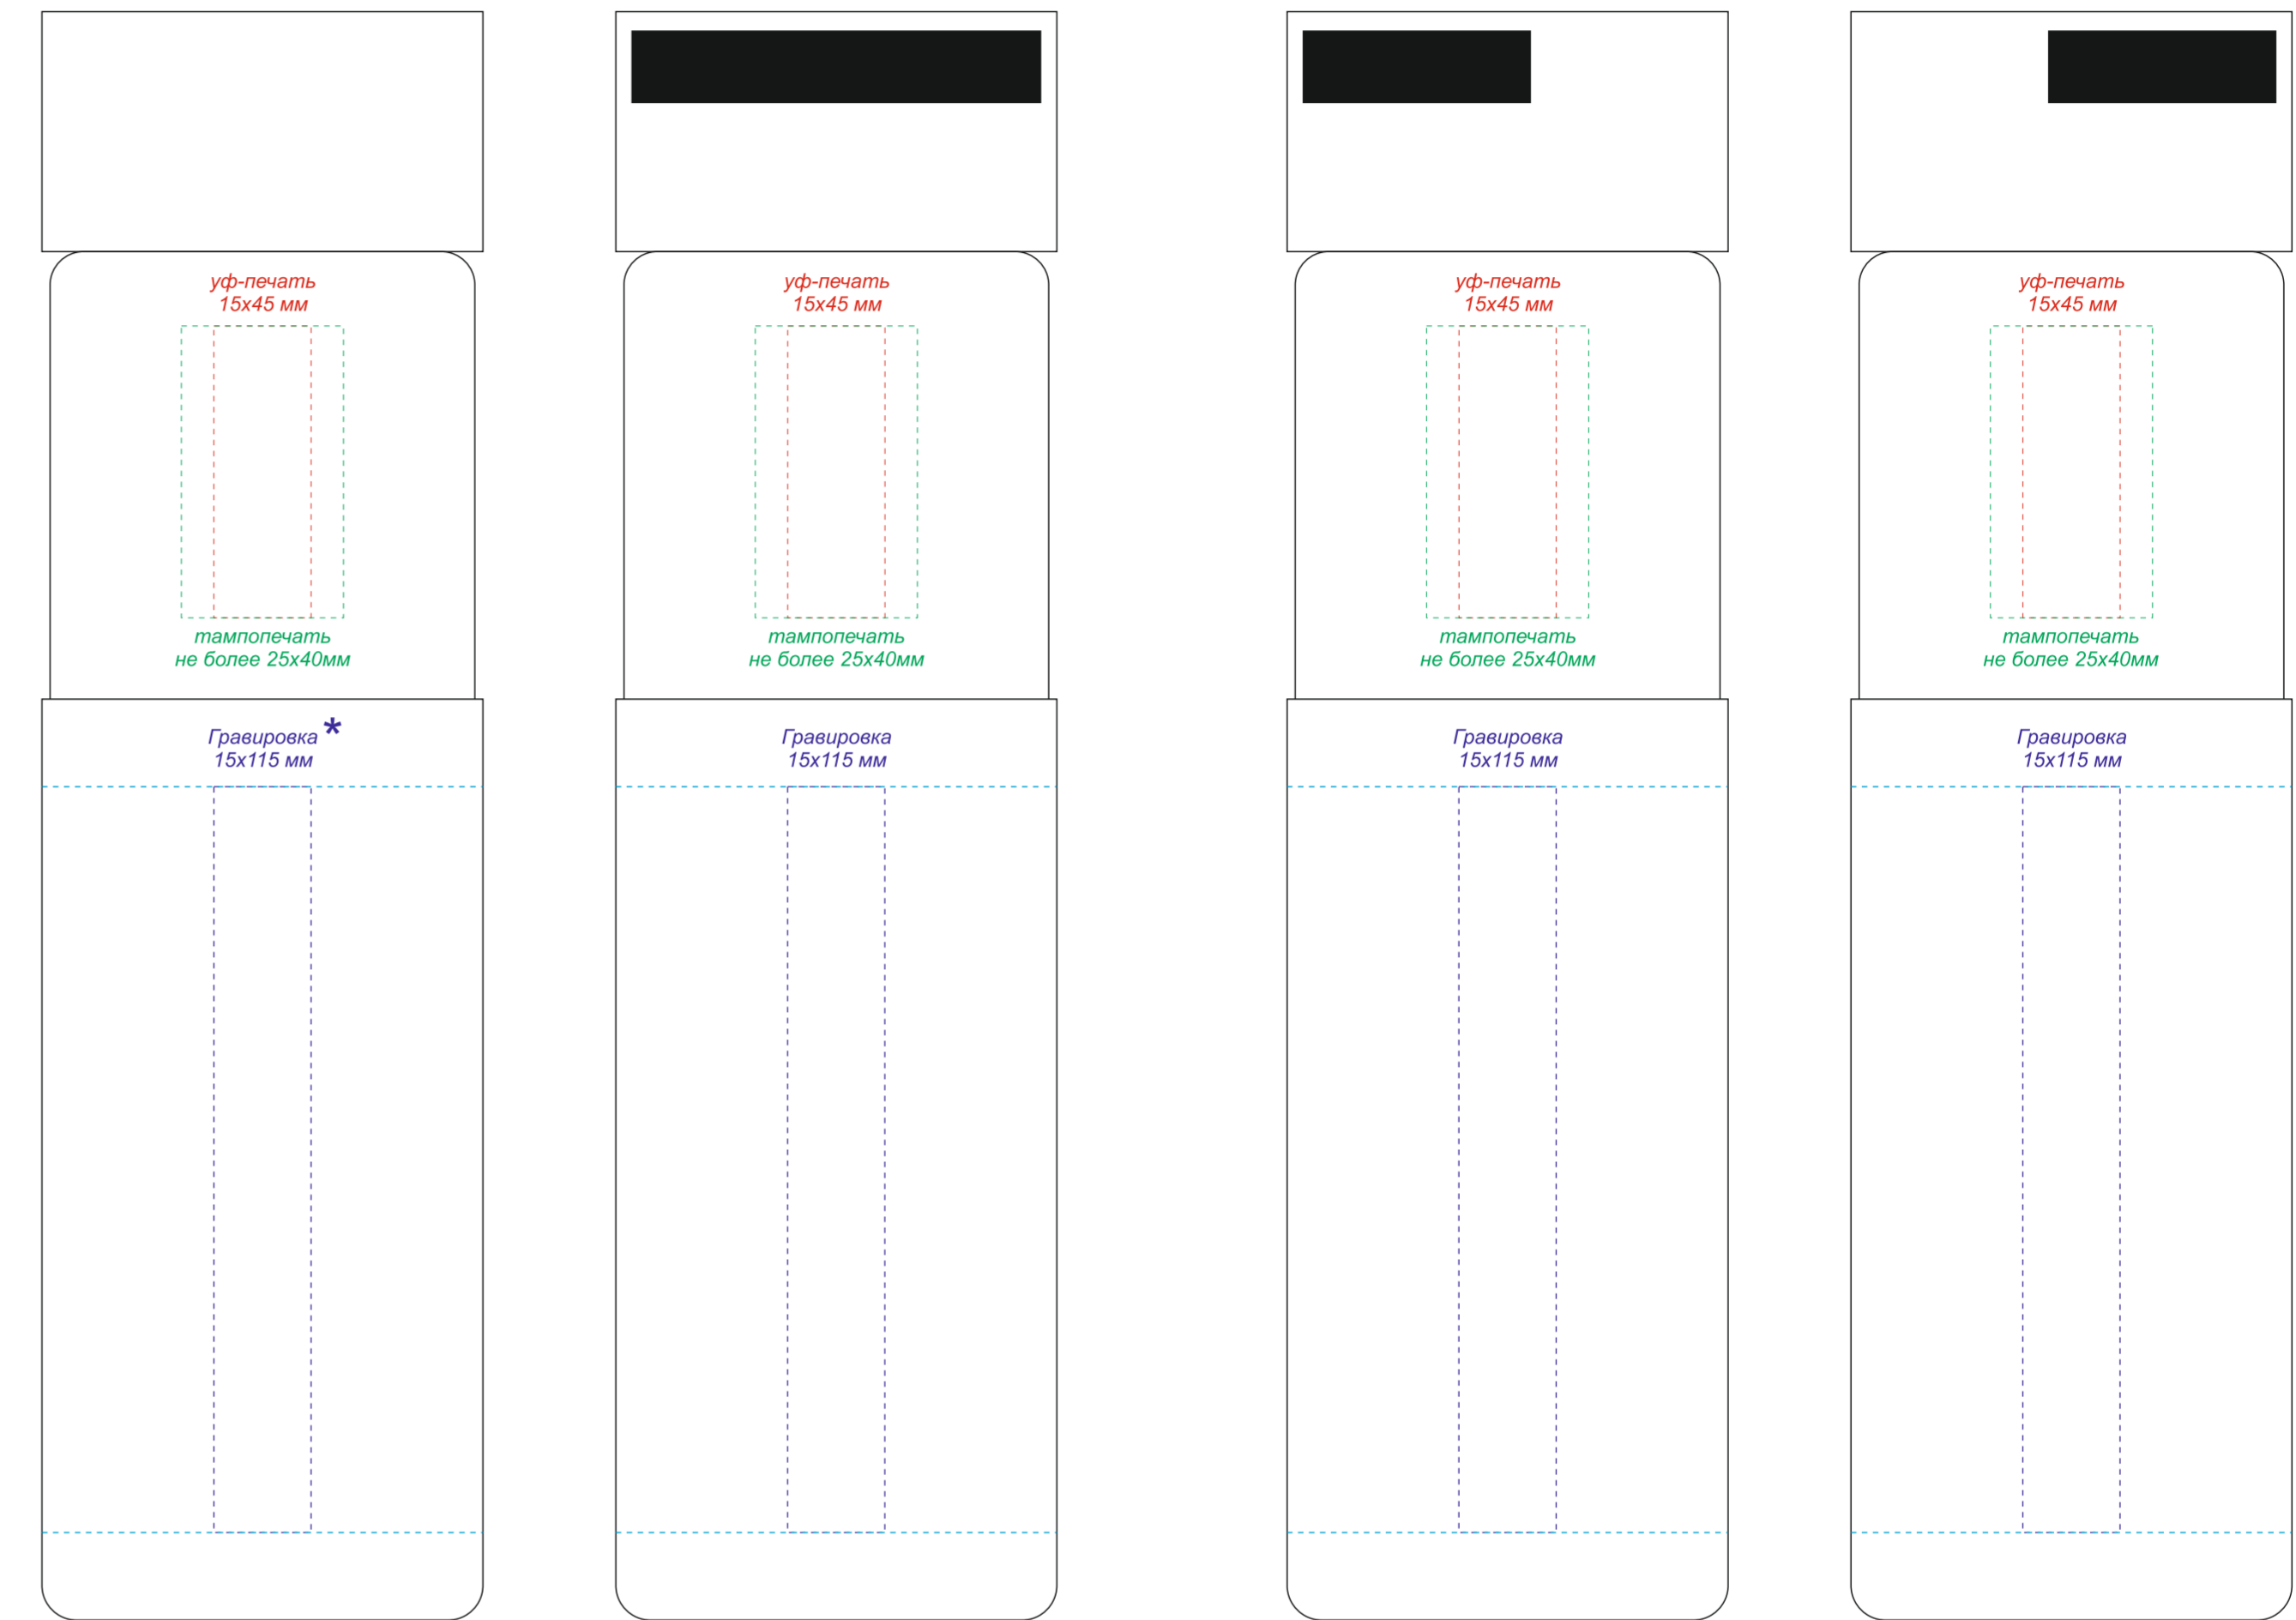 уф-печать
15х45 мм
тампопечать
не более 25х40мм
Гравировка*
15х115 мм
уф-печать
15х45 мм
тампопечать
не более 25х40мм
Гравировка
15х115 мм
уф-печать
15х45 мм
тампопечать
не более 25х40мм
Гравировка
15х115 мм
уф-печать
15х45 мм
тампопечать
не более 25х40мм
Гравировка
15х115 мм